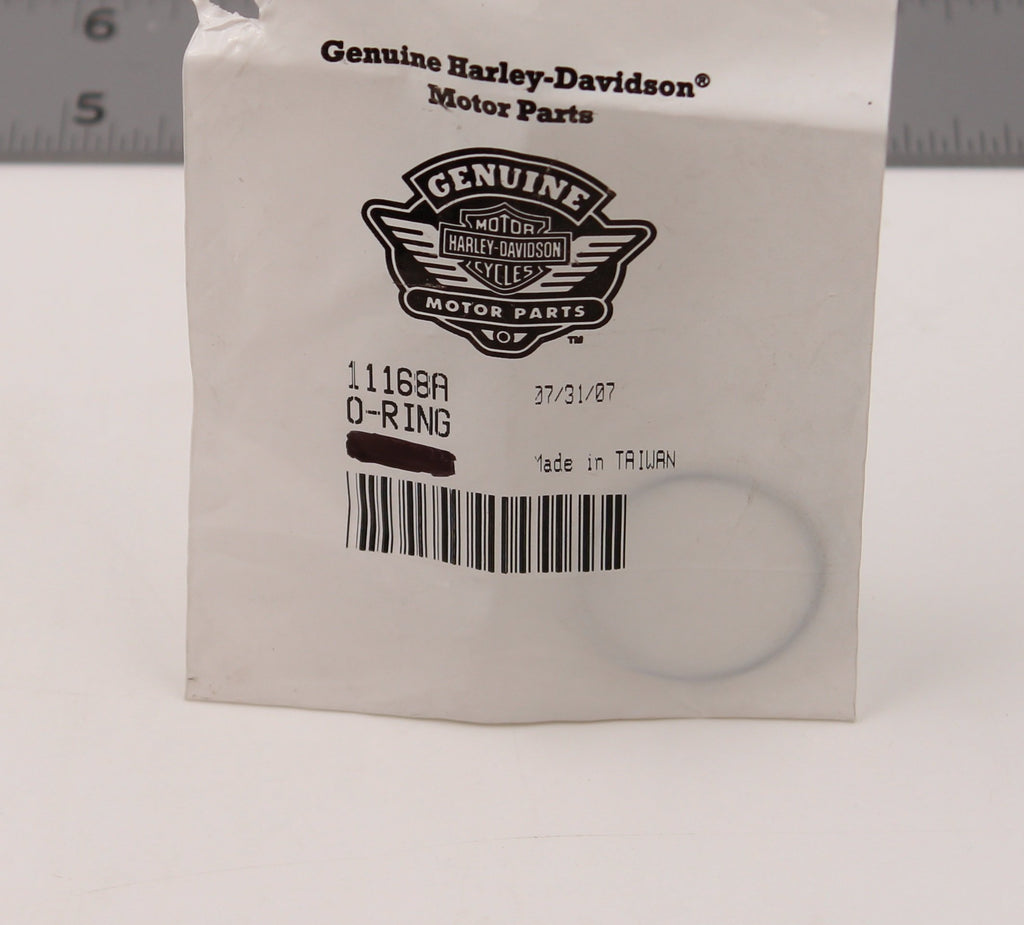 6
5
Genuine Harley-Davidson®
Motor Parts
GENUINE
MOTOR
HARLEY-DAVIDSON
CYCLES
MOTOR PARTS
TM
11168A
07/31/07
O-RING
Made in TAIWAN